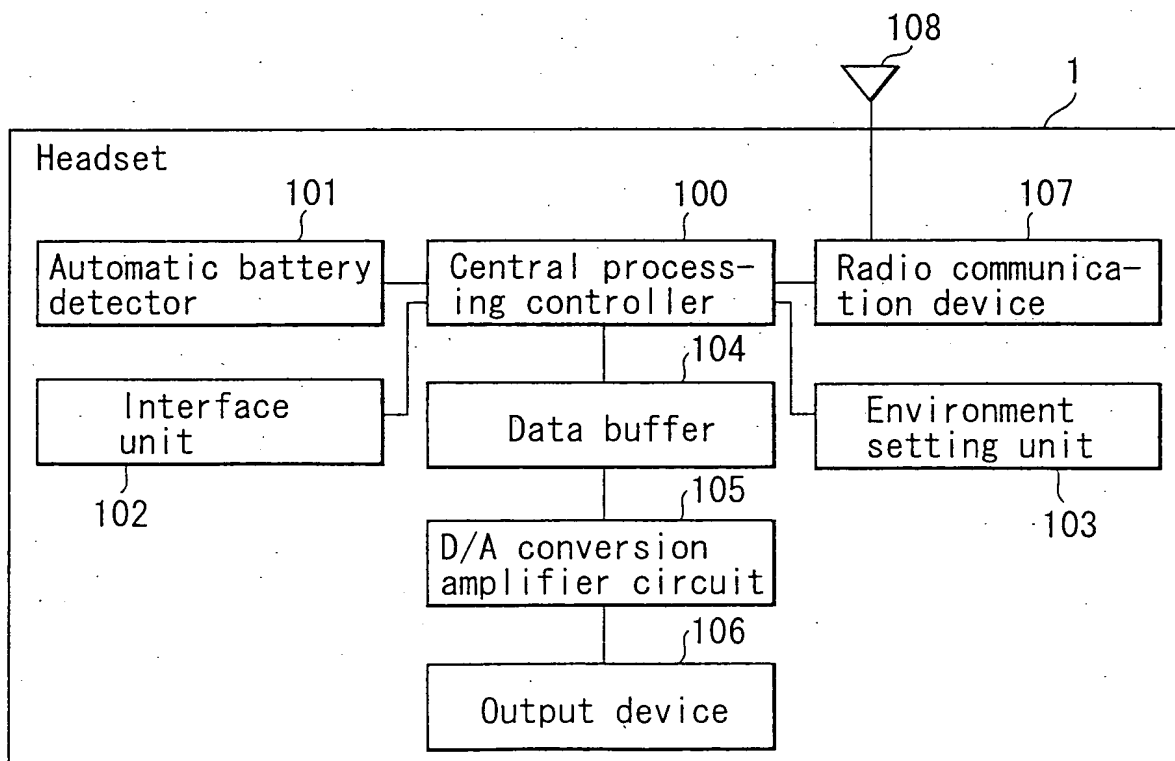 108
1
Headset
101
100
107
Automatic battery
detector
Central process-
ing controller
Radio communica-
tion device
104
Interface
unit
Data buffer
Environment
setting unit
102
105
103
D/A conversion
amplifier circuit
106
Output device